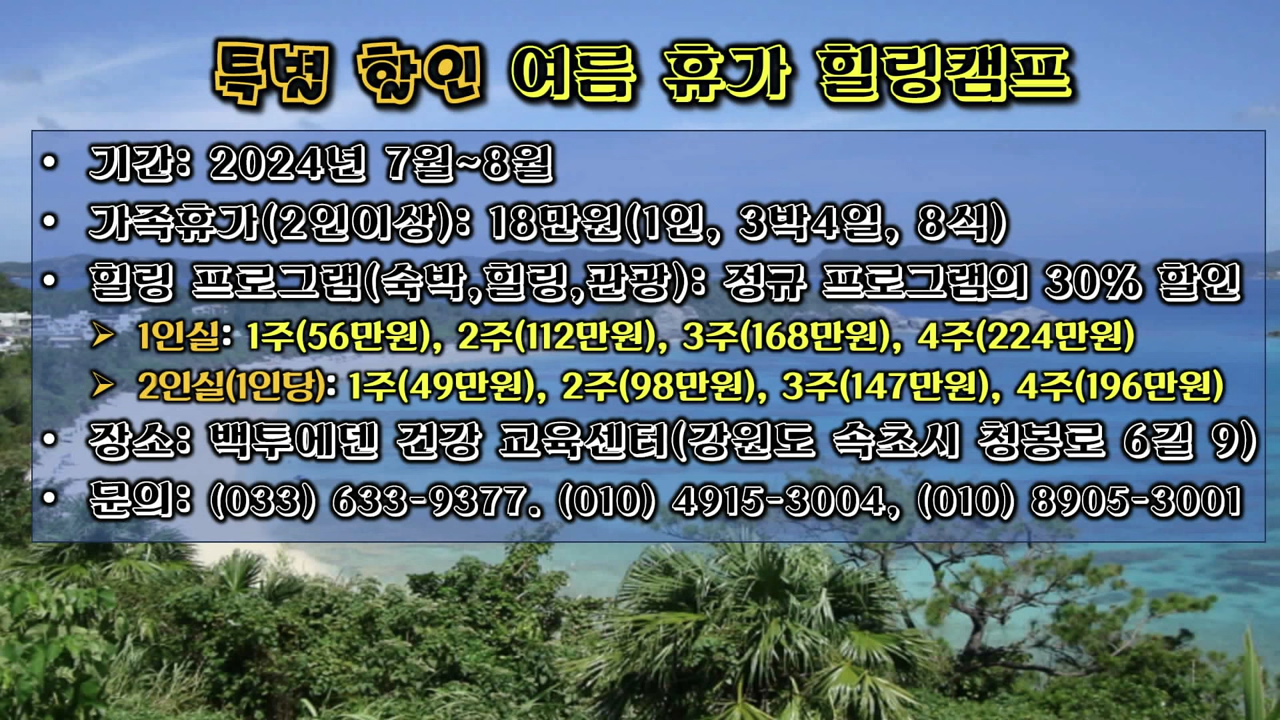 특별 할인 여름 휴가 힐링캠프
• 기간: 2024년 7월~8월
• 가족휴가(2인이상): 18만원(1인, 3박4일, 8식)
• 힐링 프로그램(숙박,힐링,관광): 정규 프로그램의 30% 할인
➢ 1인실: 1주(56만원), 2주(112만원), 3주(168만원), 4주(224만원)
➢ 2인실(1인당): 1주(49만원), 2주(98만원), 3주(147만원), 4주(196만원)
• 장소: 백투에덴 건강 교육센터(강원도 속초시 청봉로 6길 9)
• 문의: (033) 633-9377. (010) 4915-3004, (010) 8905-3001